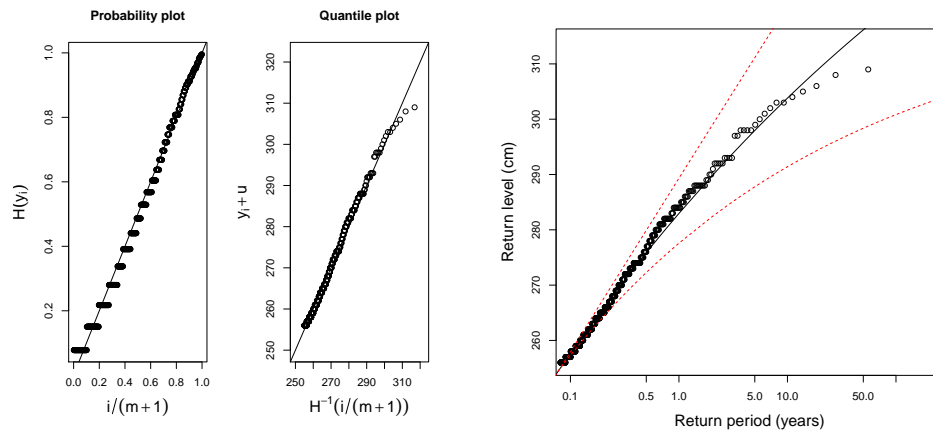 Probability plot
H(y_i)
1.0
0.8
0.6
0.4
0.2
0.0 0.2 0.4 0.6 0.8 1.0
i/(m+1)
Quantile plot
y_i+u
320
310
300
290
280
270
260
250
250 270 290 310
H^{-1}(i/(m+1))
Return level (cm)
310
300
290
280
270
260
0.1 0.5 1.0 5.0 10.0 50.0
Return period (years)